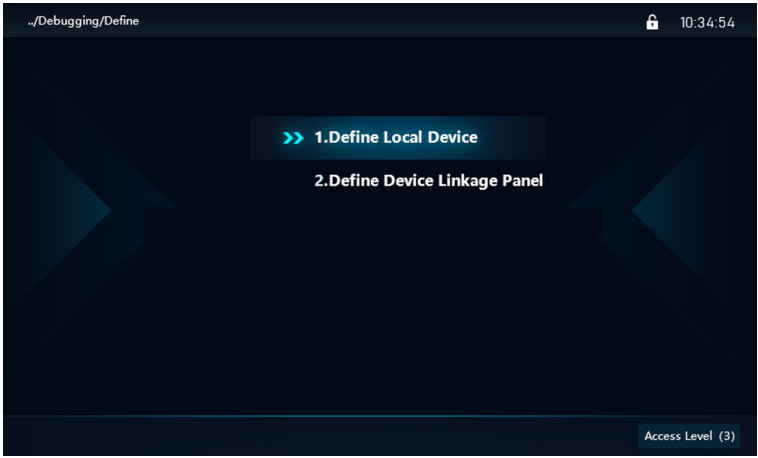 ../Debugging/Define
10:34:54
1.Define Local Device
2.Define Device Linkage Panel
Access Level (3)